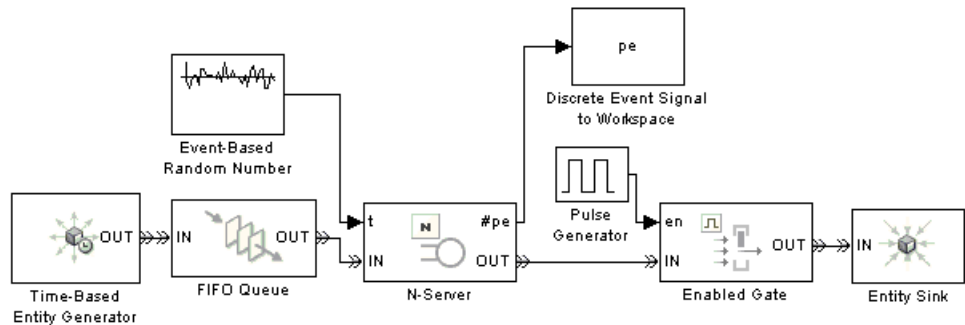 pe
Discrete Event Signal
to Workspace
Event-Based
Random Number
Pulse
Generator
OUT
Time-Based
Entity Generator
IN
OUT
FIFO Queue
t
N
#pe
IN
OUT
N-Server
en
IN
OUT
Enabled Gate
IN
Entity Sink